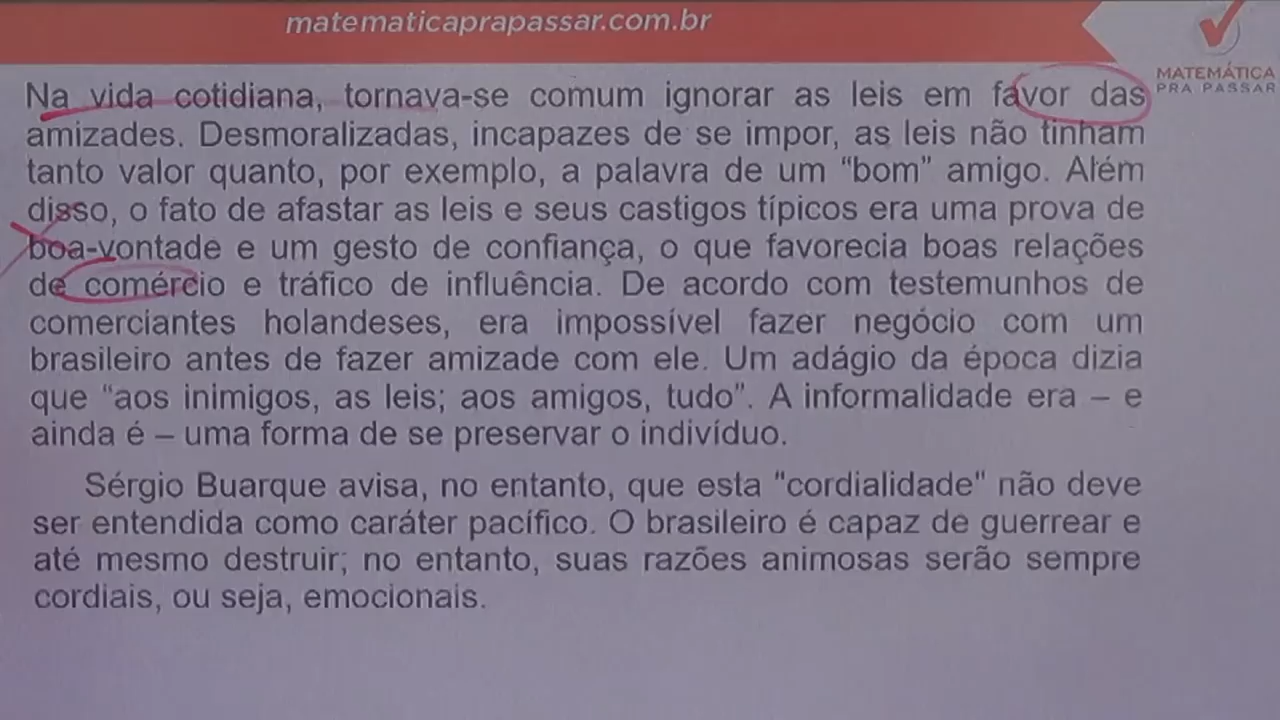 matematicaprapassar.com.br
MATEMÁTICA
PRA PASSAR
Na vida cotidiana, tornava-se comum ignorar as leis em favor das
amizades. Desmoralizadas, incapazes de se impor, as leis não tinham
tanto valor quanto, por exemplo, a palavra de um “bom” amigo. Além
disso, o fato de afastar as leis e seus castigos típicos era uma prova de
boa-vontade e um gesto de confiança, o que favorecia boas relações
de comércio e tráfico de influência. De acordo com testemunhos de
comerciantes holandeses, era impossível fazer negócio com um
brasileiro antes de fazer amizade com ele. Um adágio da época dizia
que “aos inimigos, as leis; aos amigos, tudo”. A informalidade era – e
ainda é – uma forma de se preservar o indivíduo.
Sérgio Buarque avisa, no entanto, que esta "cordialidade" não deve
ser entendida como caráter pacífico. O brasileiro é capaz de guerrear e
até mesmo destruir; no entanto, suas razões animosas serão sempre
cordiais, ou seja, emocionais.